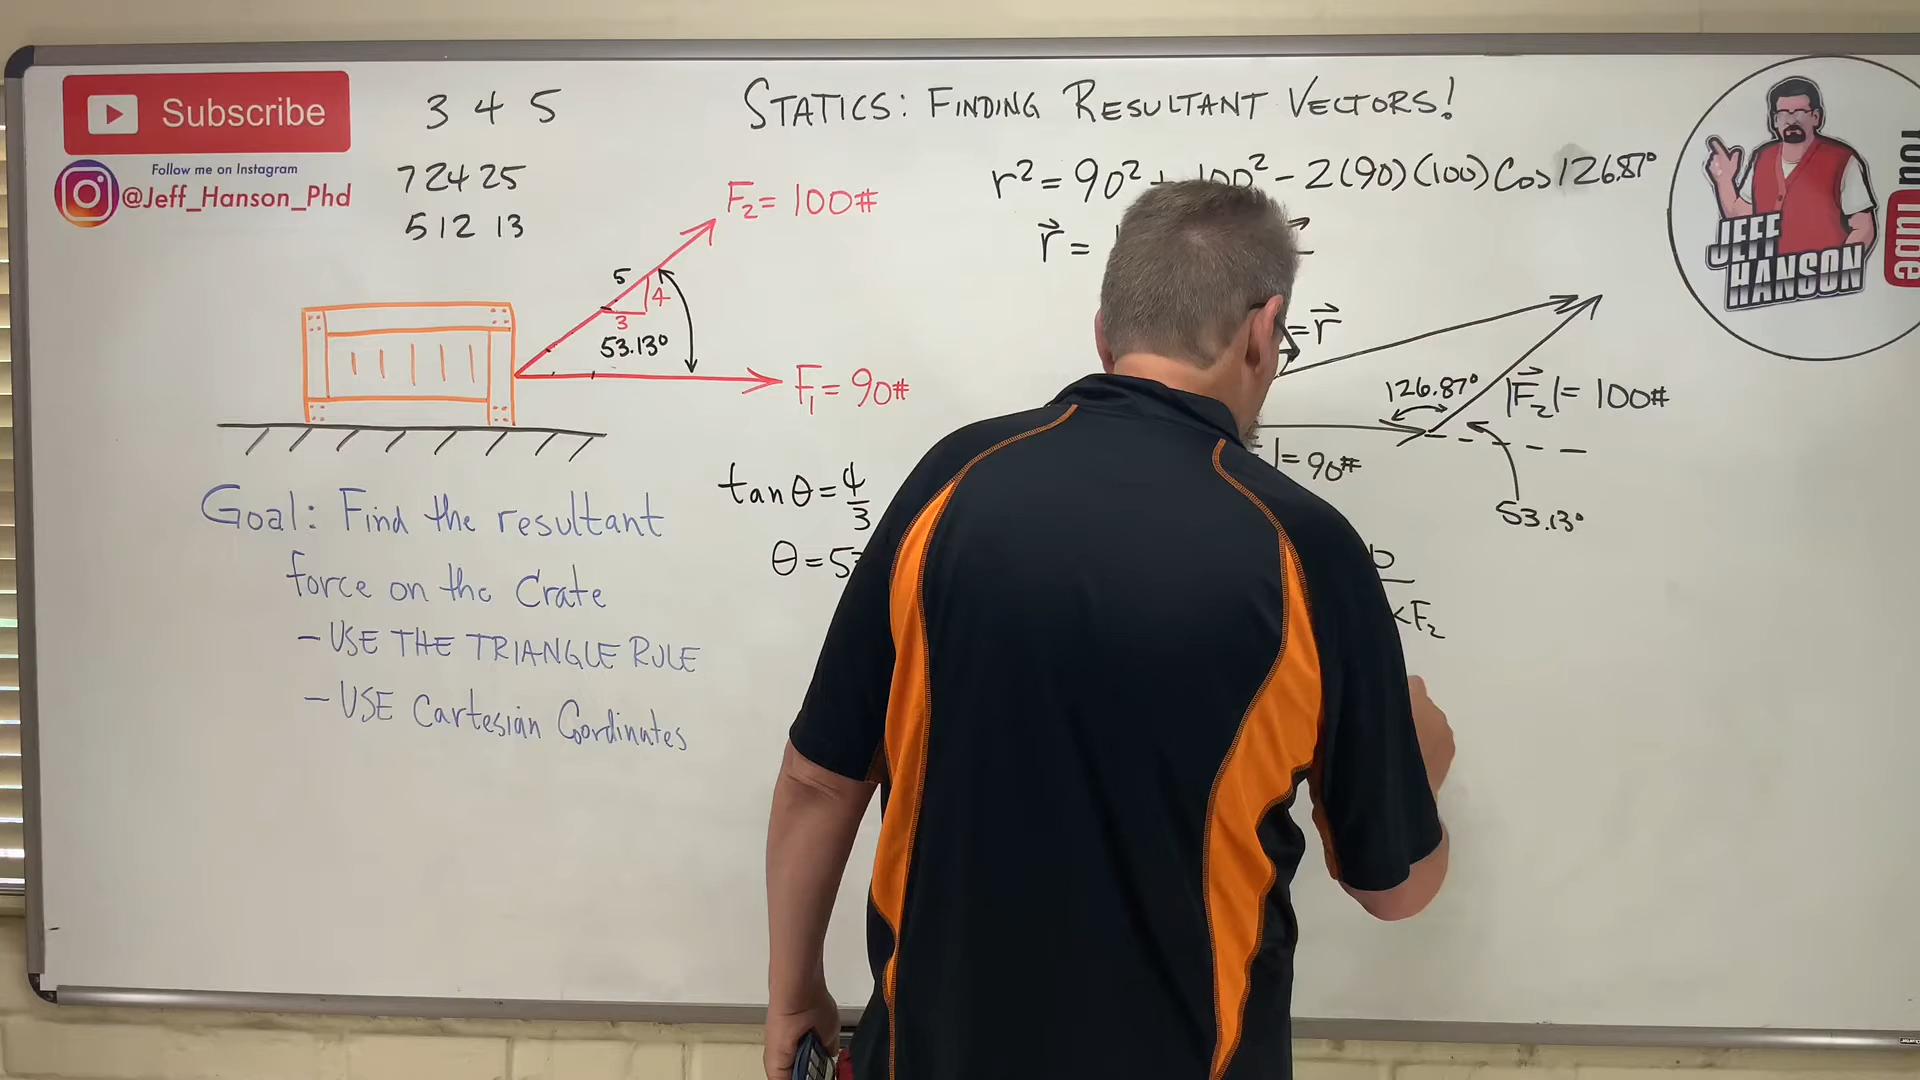 Subscribe
Follow me on Instagram
@Jeff_Hanson_Phd
3 4 5
7 24 25
5 12 13
STATICS: FINDING RESULTANT VECTORS!
r² = 90² + 100² - 2(90)(100) Cos 126.87°
r⃗ =
F₂ = 100#
5
4
3
53.13°
F₁ = 90#
= r⃗
126.87°
|F⃗₂| = 100#
| = 90#
53.13°
tan θ = 4/3
θ = 5
<F₂
Goal: Find the resultant
force on the Crate
- USE THE TRIANGLE RULE
- USE Cartesian Coordinates
JEFF
HANSON
You Tube